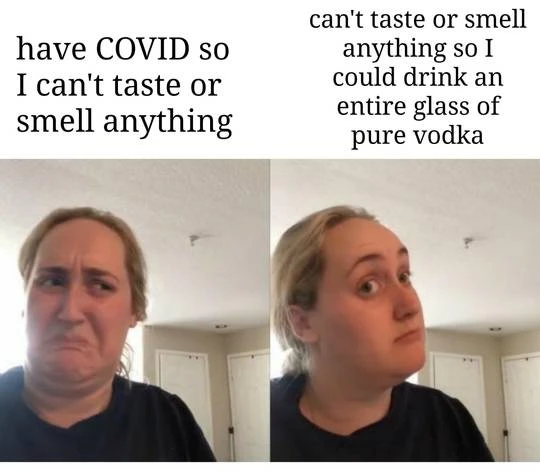 have COVID so
I can't taste or
smell anything
can't taste or smell
anything so I
could drink an
entire glass of
pure vodka